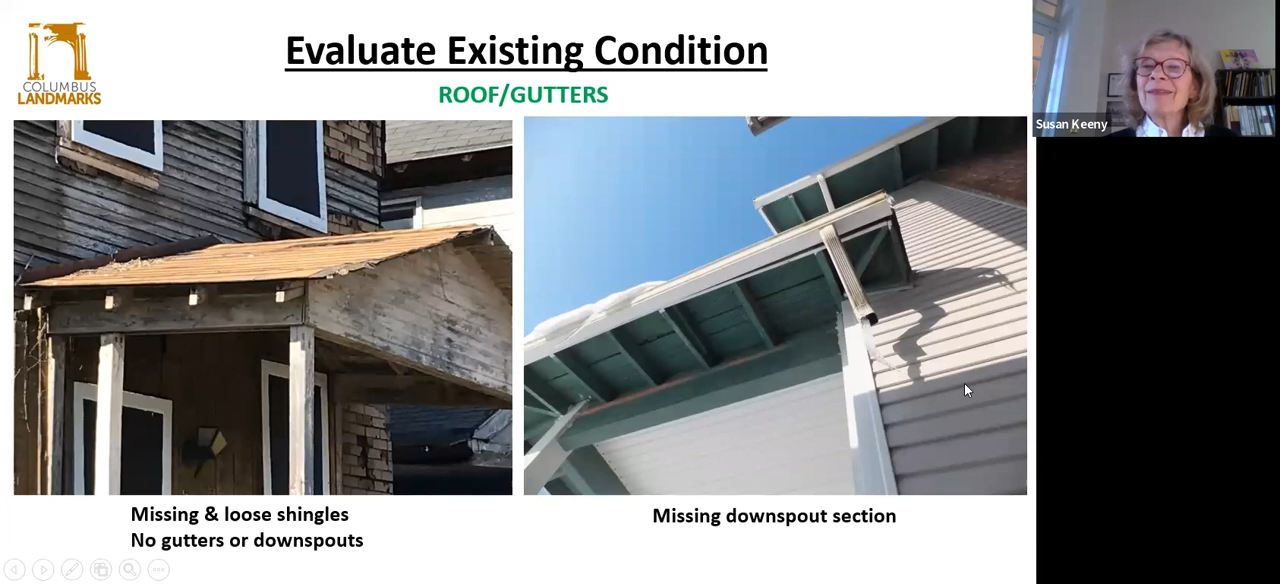 Evaluate Existing Condition
ROOF/GUTTERS
COLUMBUS
LANDMARKS
Susan Keeny
Missing & loose shingles
No gutters or downspouts
Missing downspout section